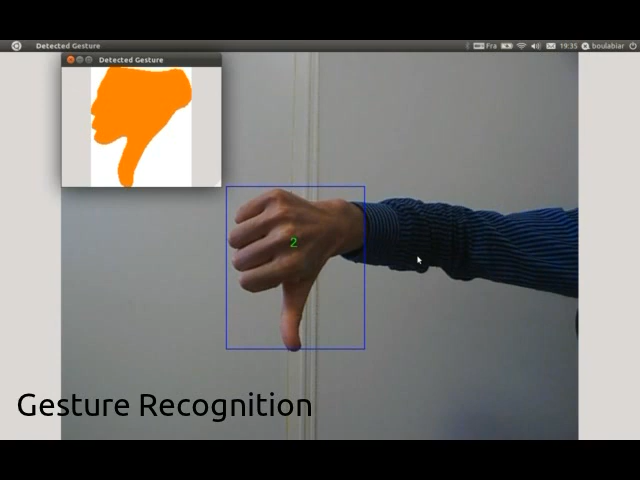 Detected Gesture
Fra
19:35
boulabiar
Detected Gesture
2
Gesture Recognition